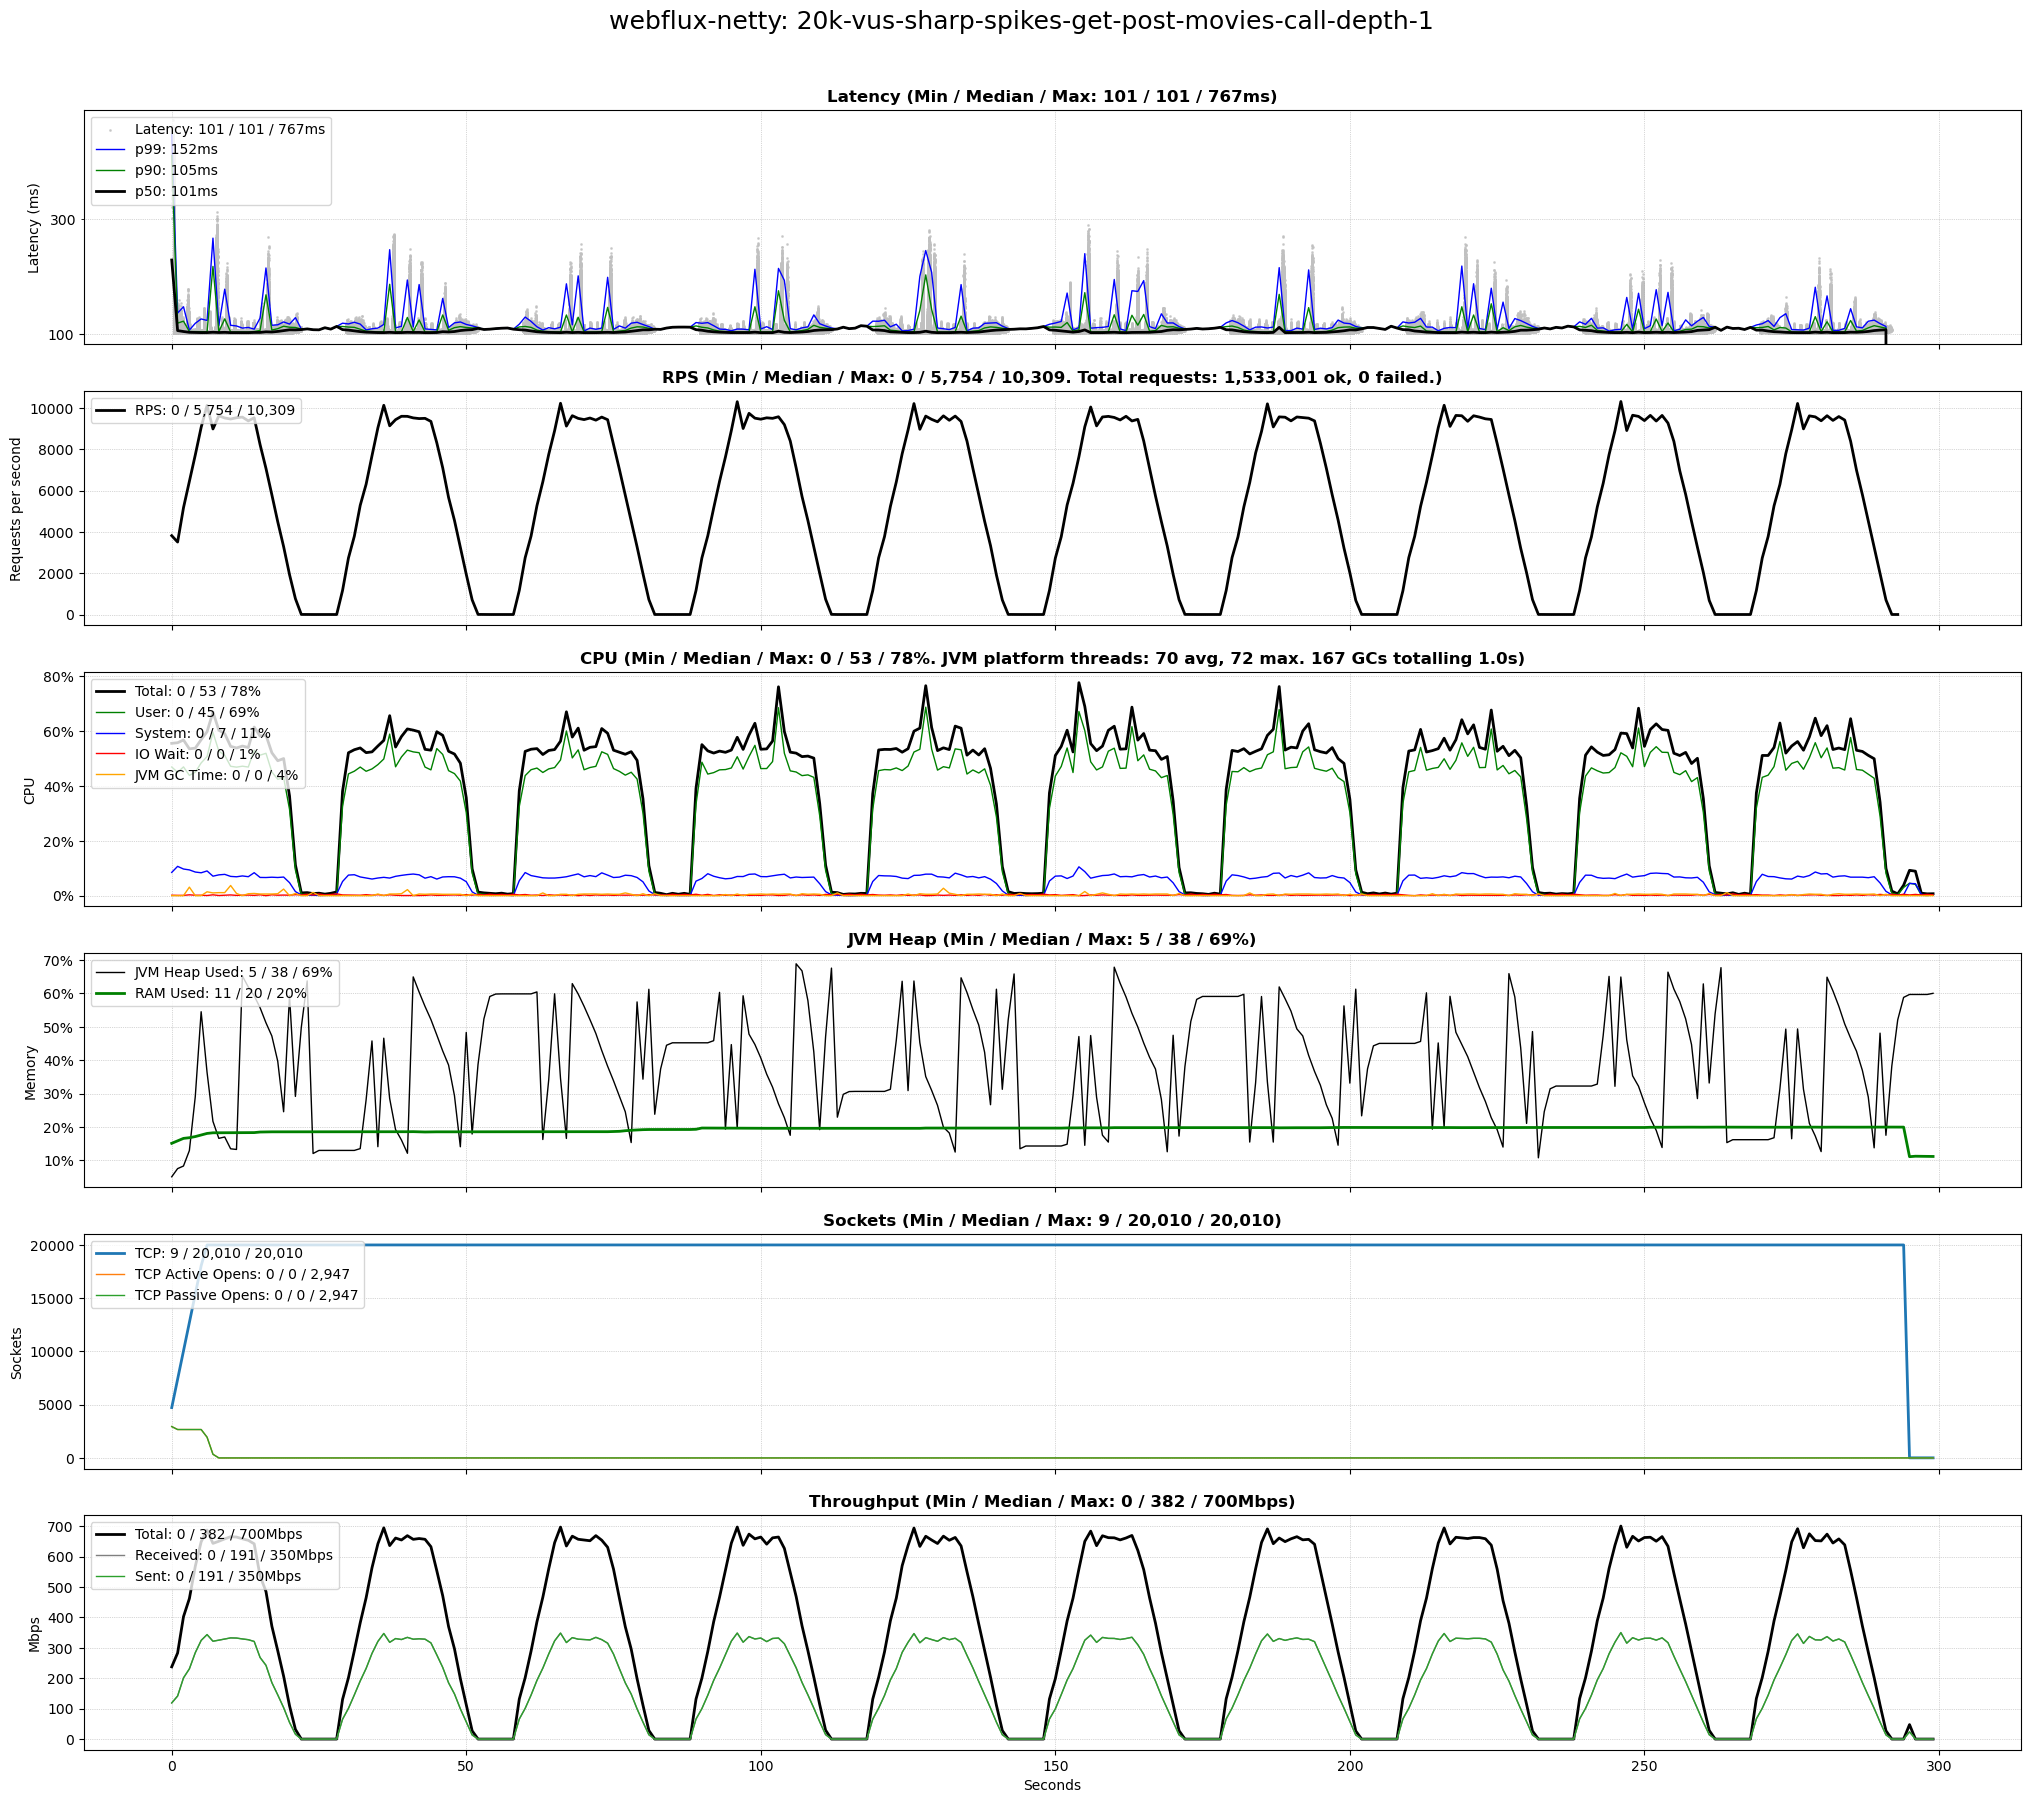 webflux-netty: 20k-vus-sharp-spikes-get-post-movies-call-depth-1
Latency (Min / Median / Max: 101 / 101 / 767ms)
Latency: 101 / 101 / 767ms
p99: 152ms
p90: 105ms
p50: 101ms
Latency (ms)
300
100
RPS (Min / Median / Max: 0 / 5,754 / 10,309. Total requests: 1,533,001 ok, 0 failed.)
RPS: 0 / 5,754 / 10,309
Requests per second
10000
8000
6000
4000
2000
0
CPU (Min / Median / Max: 0 / 53 / 78%. JVM platform threads: 70 avg, 72 max. 167 GCs totalling 1.0s)
Total: 0 / 53 / 78%
User: 0 / 45 / 69%
System: 0 / 7 / 11%
IO Wait: 0 / 0 / 1%
JVM GC Time: 0 / 0 / 4%
CPU
80%
60%
40%
20%
0%
JVM Heap (Min / Median / Max: 5 / 38 / 69%)
JVM Heap Used: 5 / 38 / 69%
RAM Used: 11 / 20 / 20%
Memory
70%
60%
50%
40%
30%
20%
10%
Sockets (Min / Median / Max: 9 / 20,010 / 20,010)
TCP: 9 / 20,010 / 20,010
TCP Active Opens: 0 / 0 / 2,947
TCP Passive Opens: 0 / 0 / 2,947
Sockets
20000
15000
10000
5000
0
Throughput (Min / Median / Max: 0 / 382 / 700Mbps)
Total: 0 / 382 / 700Mbps
Received: 0 / 191 / 350Mbps
Sent: 0 / 191 / 350Mbps
Mbps
700
600
500
400
300
200
100
0
0 50 100 150 200 250 300
Seconds